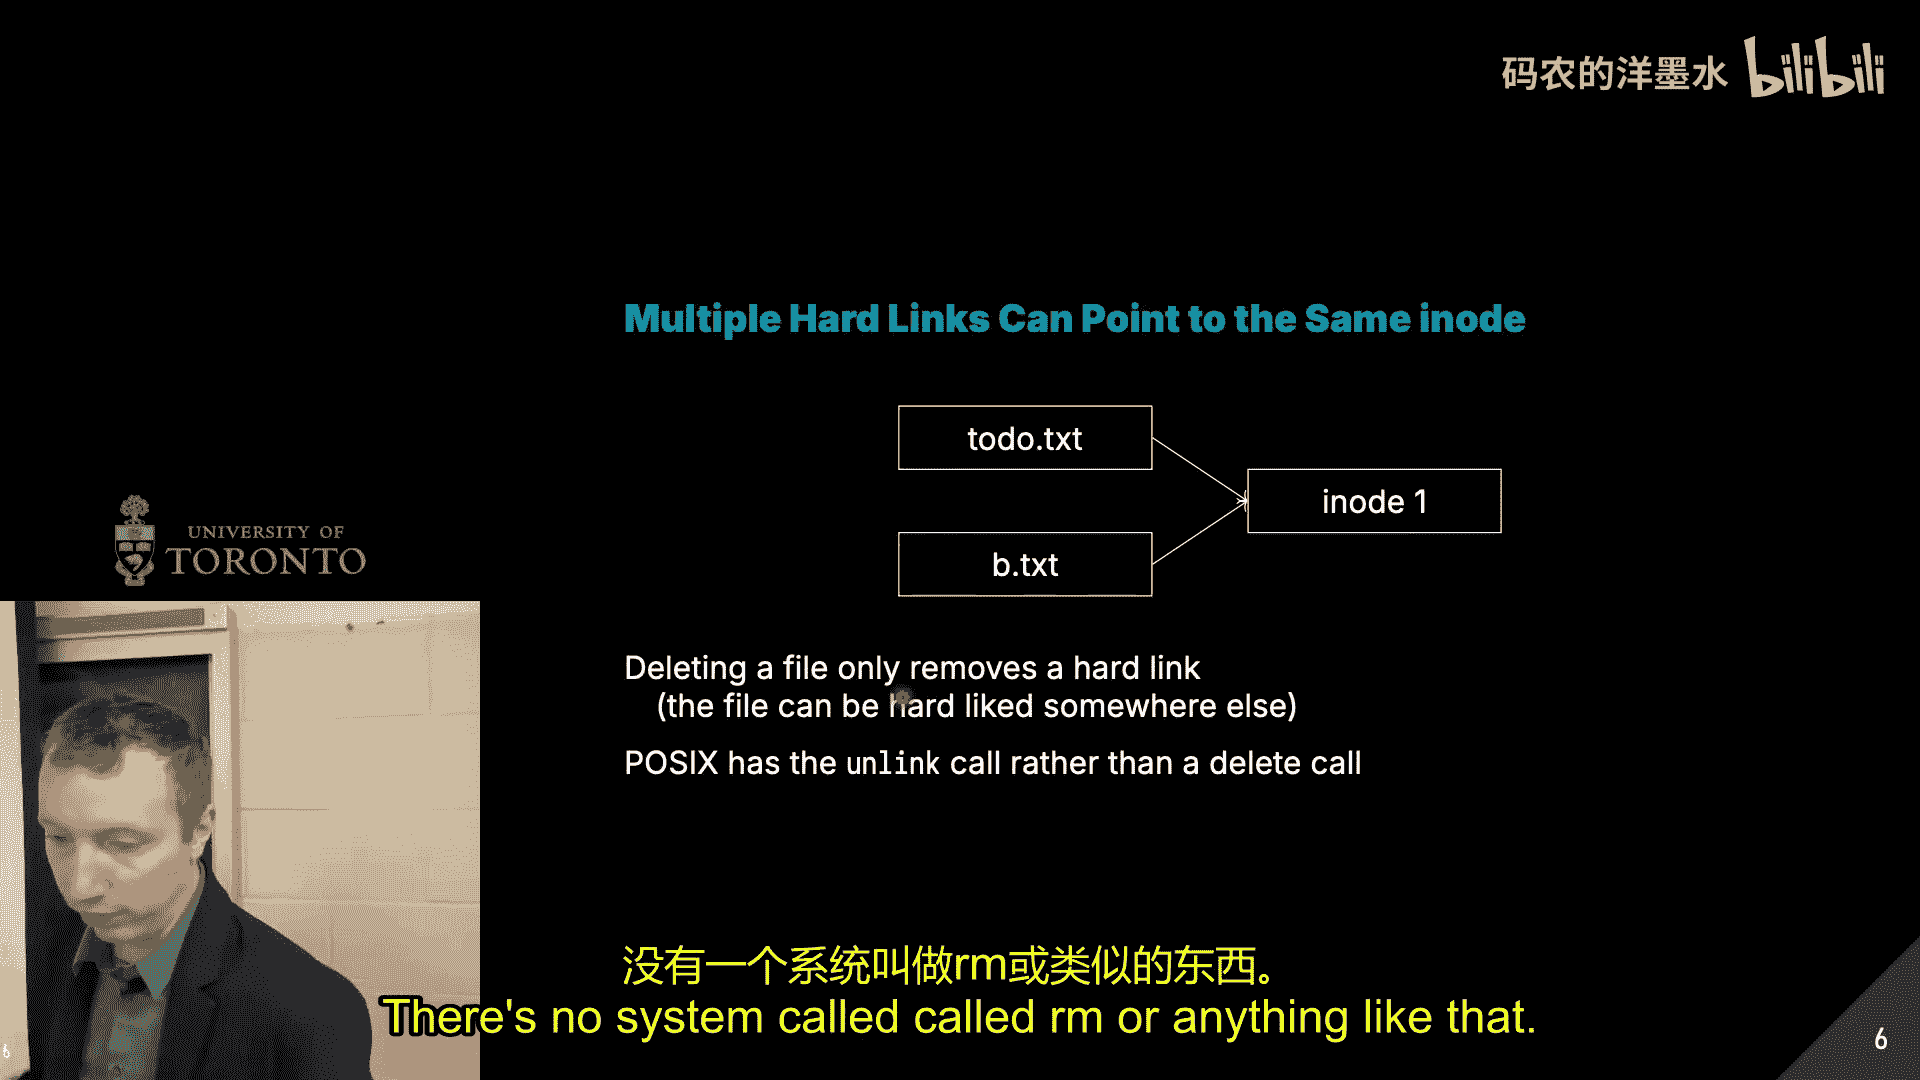 码农的洋墨水 bilibili
Multiple Hard Links Can Point to the Same inode
todo.txt
inode 1
b.txt
UNIVERSITY OF
TORONTO
Deleting a file only removes a hard link
(the file can be hard liked somewhere else)
POSIX has the unlink call rather than a delete call
没有一个系统叫做rm或类似的东西。
There's no system called called rm or anything like that.
6
6